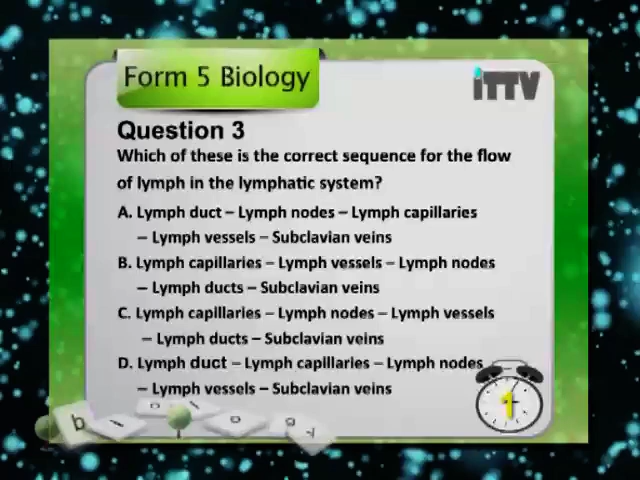 Form 5 Biology
iTTV
Question 3
Which of these is the correct sequence for the flow
of lymph in the lymphatic system?
A. Lymph duct – Lymph nodes – Lymph capillaries
– Lymph vessels – Subclavian veins
B. Lymph capillaries – Lymph vessels – Lymph nodes
– Lymph ducts – Subclavian veins
C. Lymph capillaries – Lymph nodes – Lymph vessels
– Lymph ducts – Subclavian veins
D. Lymph duct – Lymph capillaries – Lymph nodes
– Lymph vessels – Subclavian veins
1
b i o l o g y